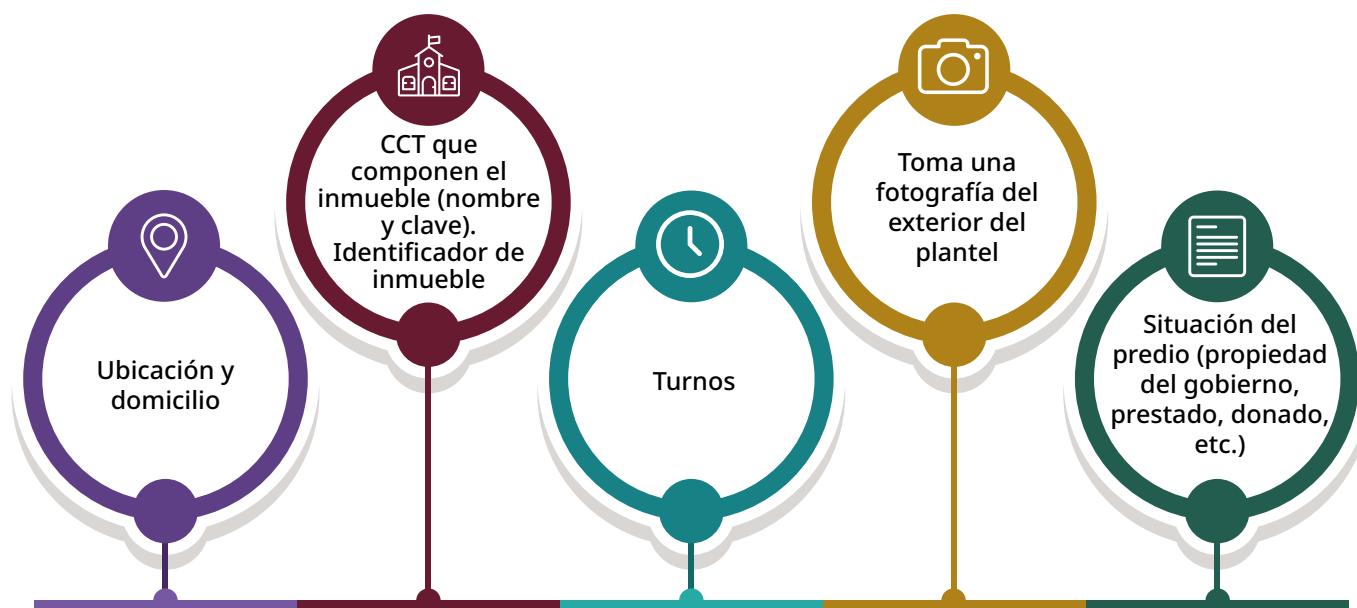 Ubicación y
domicilio
CCT que
componen el
inmueble (nombre
y clave).
Identificador de
inmueble
Turnos
Toma una
fotografía del
exterior del
plantel
Situación del
predio (propiedad
del gobierno,
prestado, donado,
etc.)